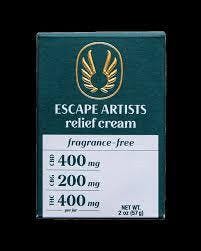 ESCAPE ARTISTS
relief cream
fragrance-free
CBD 400 mg
CBG 200 mg
THC 400 mg
per jar
NET WT.
2 oz (57g)